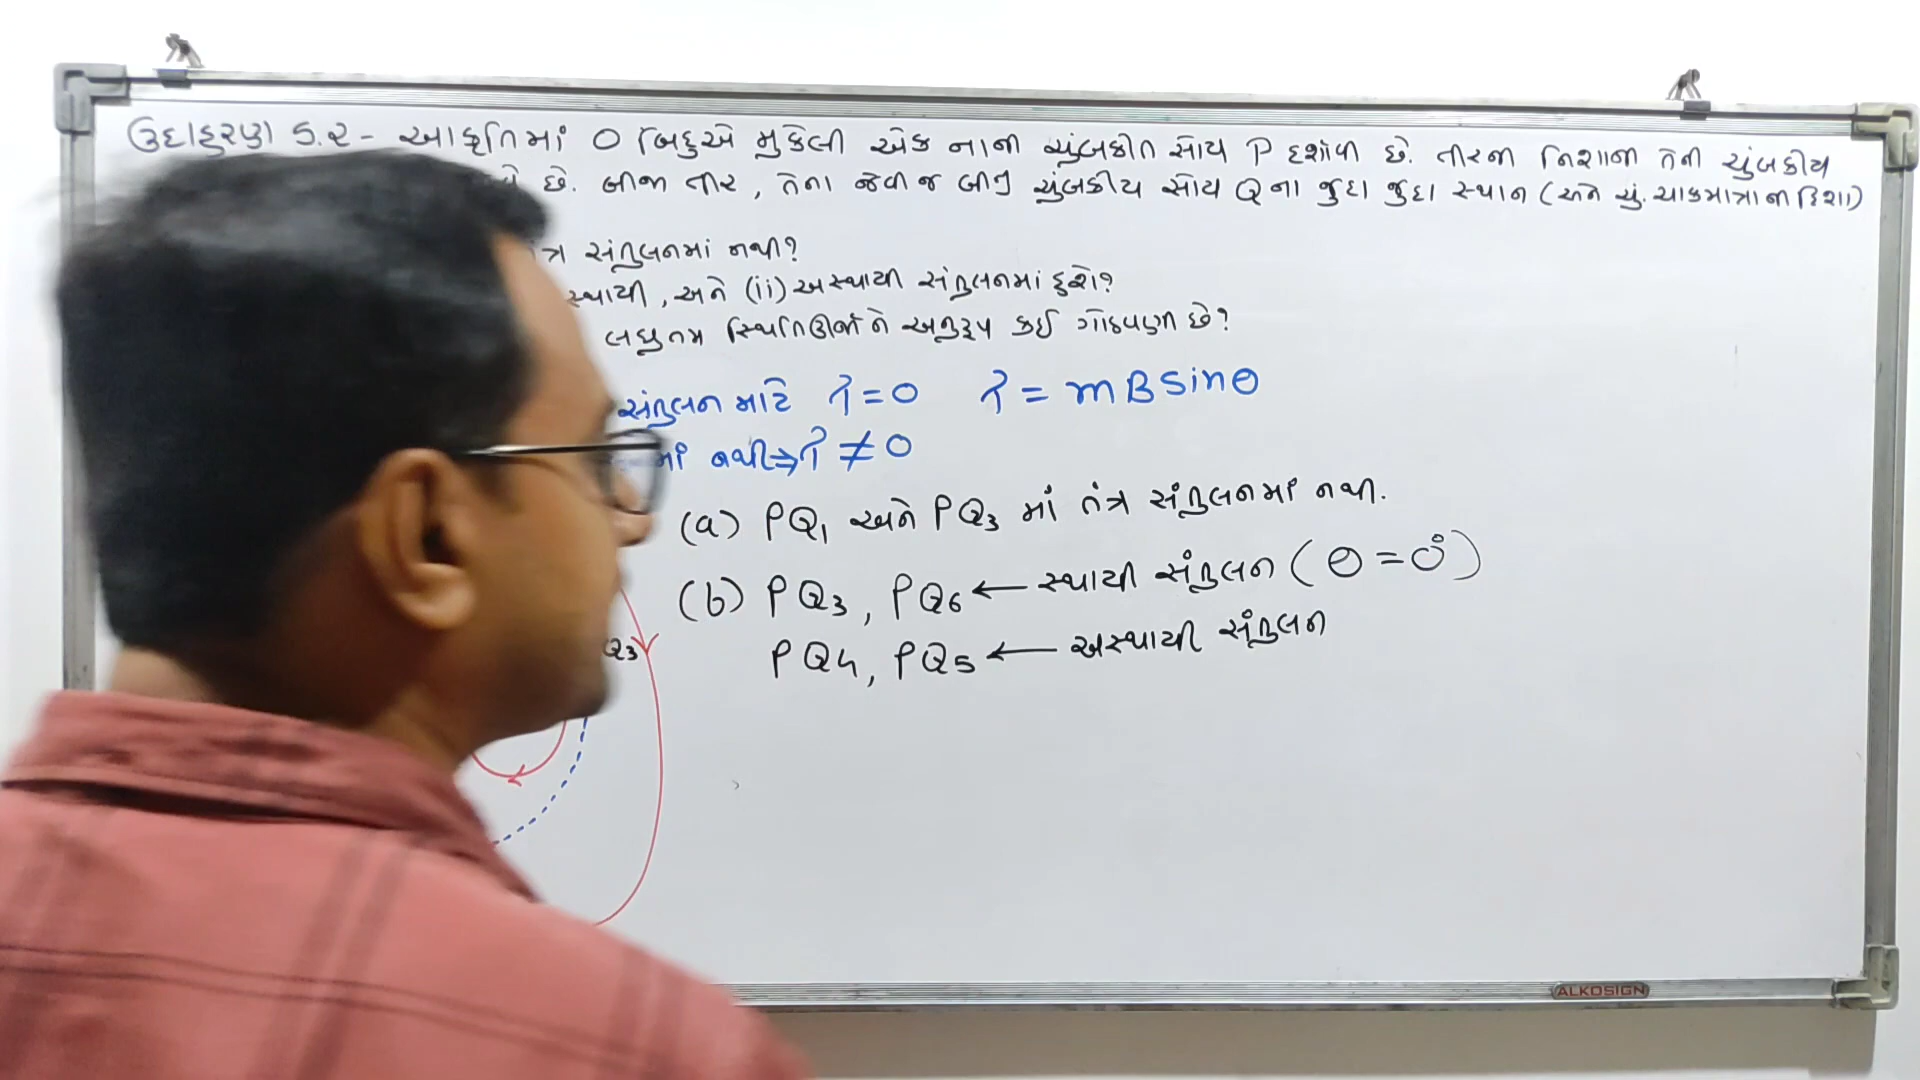 ઉદાહરણ 5.2 - આકૃતિમાં O બિંદુએ મુકેલી એક નાની ચુંબકીત સોય P દર્શાવી છે. તીરની નિશાની તેની ચુંબકીય
છે. બીજા તીર, તેના જેવી જ બીજી ચુંબકીય સોય Q ના જુદા જુદા સ્થાન (અને ચું. ચાકમાત્રાની દિશા)
સંતુલનમાં નથી?
સ્થાયી, અને (ii) અસ્થાયી સંતુલનમાં હશે?
લઘુતમ સ્થિતિઊર્જાને અનુરૂપ કઈ ગોઠવણી છે?
સંતુલન માટે τ = 0 τ = mBsinθ
માં નથી ⇒ τ ≠ 0
(a) PQ₁ અને PQ₃ માં તંત્ર સંતુલનમાં નથી.
(b) PQ₃, PQ₆ ← સ્થાયી સંતુલન (θ = 0°)
PQ₄, PQ₅ ← અસ્થાયી સંતુલન
Q₃
ALKOSIGN